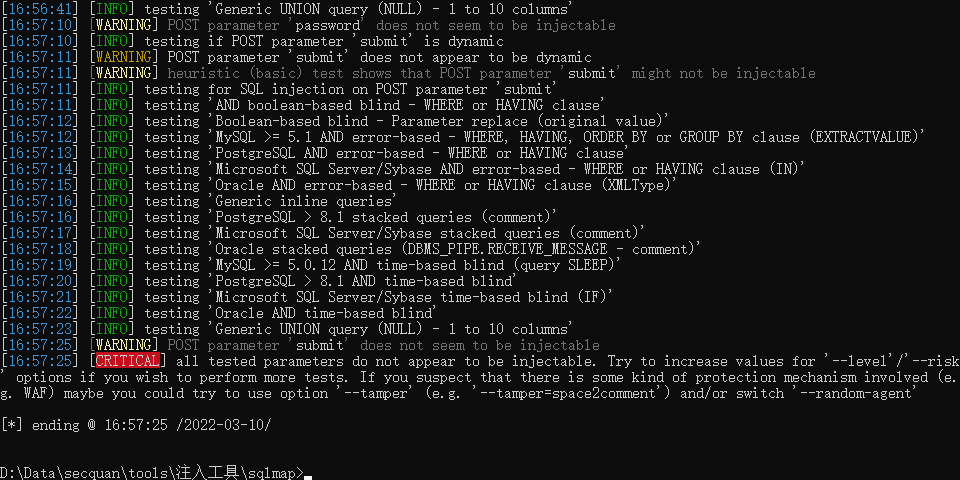 [16:56:41] [INFO] testing 'Generic UNION query (NULL) - 1 to 10 columns'
[16:57:10] [WARNING] POST parameter 'password' does not seem to be injectable
[16:57:10] [INFO] testing if POST parameter 'submit' is dynamic
[16:57:11] [WARNING] POST parameter 'submit' does not appear to be dynamic
[16:57:11] [WARNING] heuristic (basic) test shows that POST parameter 'submit' might not be injectable
[16:57:11] [INFO] testing for SQL injection on POST parameter 'submit'
[16:57:11] [INFO] testing 'AND boolean-based blind - WHERE or HAVING clause'
[16:57:12] [INFO] testing 'Boolean-based blind - Parameter replace (original value)'
[16:57:12] [INFO] testing 'MySQL >= 5.1 AND error-based - WHERE, HAVING, ORDER BY or GROUP BY clause (EXTRACTVALUE)'
[16:57:13] [INFO] testing 'PostgreSQL AND error-based - WHERE or HAVING clause'
[16:57:14] [INFO] testing 'Microsoft SQL Server/Sybase AND error-based - WHERE or HAVING clause (IN)'
[16:57:15] [INFO] testing 'Oracle AND error-based - WHERE or HAVING clause (XMLType)'
[16:57:16] [INFO] testing 'Generic inline queries'
[16:57:16] [INFO] testing 'PostgreSQL > 8.1 stacked queries (comment)'
[16:57:17] [INFO] testing 'Microsoft SQL Server/Sybase stacked queries (comment)'
[16:57:18] [INFO] testing 'Oracle stacked queries (DBMS_PIPE.RECEIVE_MESSAGE - comment)'
[16:57:19] [INFO] testing 'MySQL >= 5.0.12 AND time-based blind (query SLEEP)'
[16:57:20] [INFO] testing 'PostgreSQL > 8.1 AND time-based blind'
[16:57:21] [INFO] testing 'Microsoft SQL Server/Sybase time-based blind (IF)'
[16:57:22] [INFO] testing 'Oracle AND time-based blind'
[16:57:23] [INFO] testing 'Generic UNION query (NULL) - 1 to 10 columns'
[16:57:25] [WARNING] POST parameter 'submit' does not seem to be injectable
[16:57:25] [CRITICAL] all tested parameters do not appear to be injectable. Try to increase values for '--level'/'--risk
' options if you wish to perform more tests. If you suspect that there is some kind of protection mechanism involved (e.
g. WAF) maybe you could try to use option '--tamper' (e.g. '--tamper=space2comment') and/or switch '--random-agent'
[*] ending @ 16:57:25 /2022-03-10/
D:\Data\secquan\tools\注入工具\sqlmap>